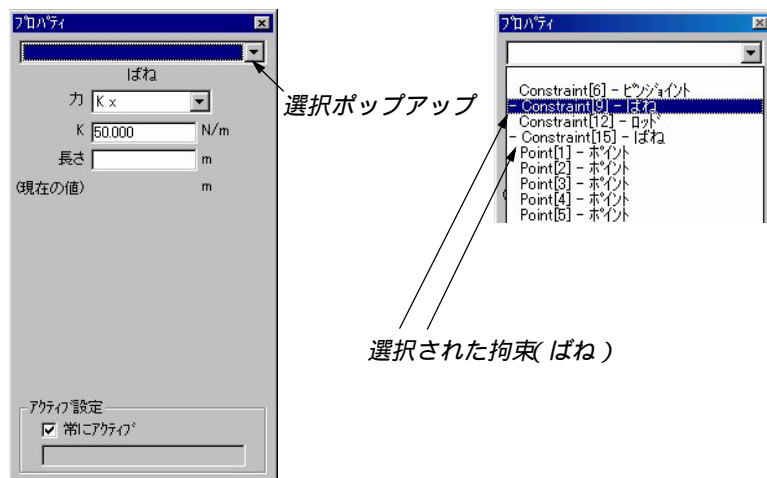 プロパティ
ばね
力 K x
K 50.000 N/m
長さ m
(現在の値) m
アクティブ設定
常にアクティブ
選択ポップアップ
プロパティ
Constraint[6] - ピンジョイント
- Constraint[9] - ばね
Constraint[12] - ロッド
- Constraint[15] - ばね
Point[1] - ポイント
Point[2] - ポイント
Point[3] - ポイント
Point[4] - ポイント
Point[5] - ポイント
選択された拘束( ばね )